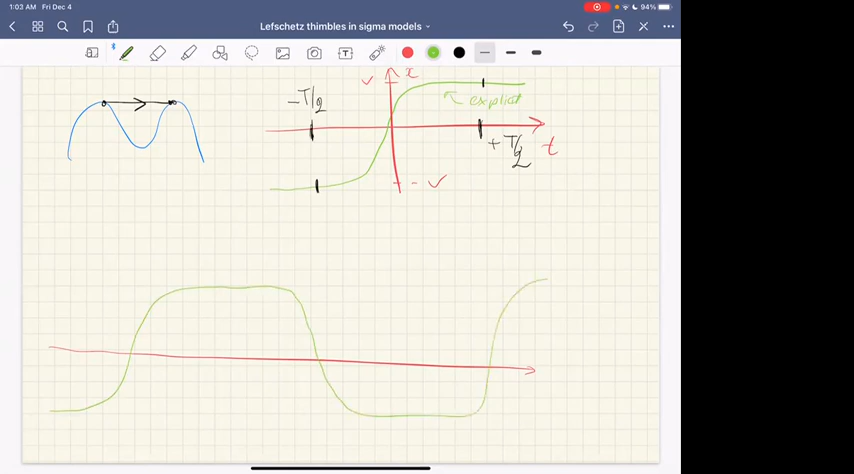 1:03 AM Fri Dec 4
94%
Lefschetz thimbles in sigma models
v
x
explicit
-T/2
+T/2
t
-v